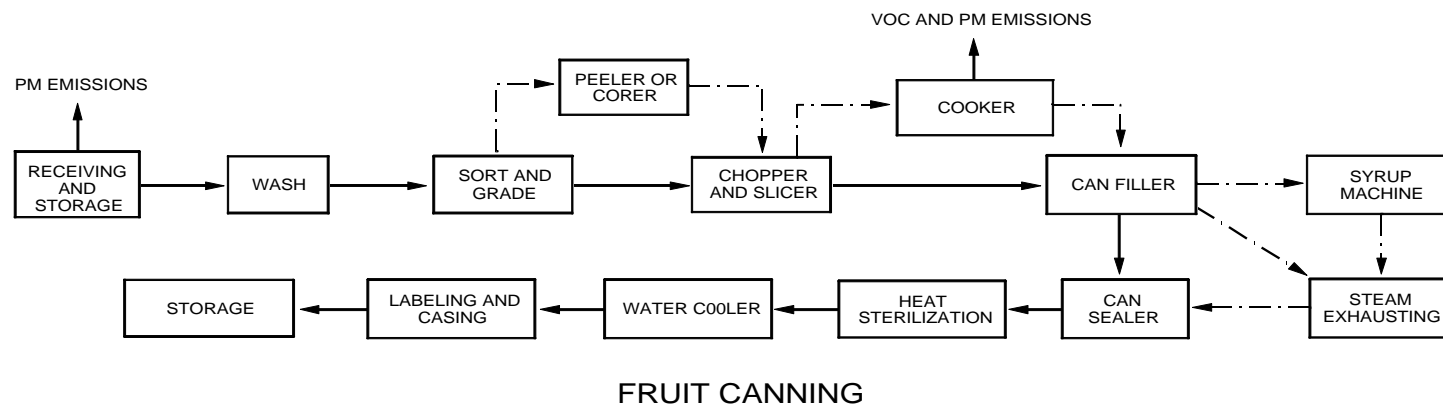 VOC AND PM EMISSIONS
PM EMISSIONS
PEELER OR
CORER
COOKER
RECEIVING
AND
STORAGE
WASH
SORT AND
GRADE
CHOPPER
AND SLICER
CAN FILLER
SYRUP
MACHINE
STORAGE
LABELING AND
CASING
WATER C00LER
HEAT
STERILIZATION
CAN
SEALER
STEAM
EXHAUSTING
FRUIT CANNING